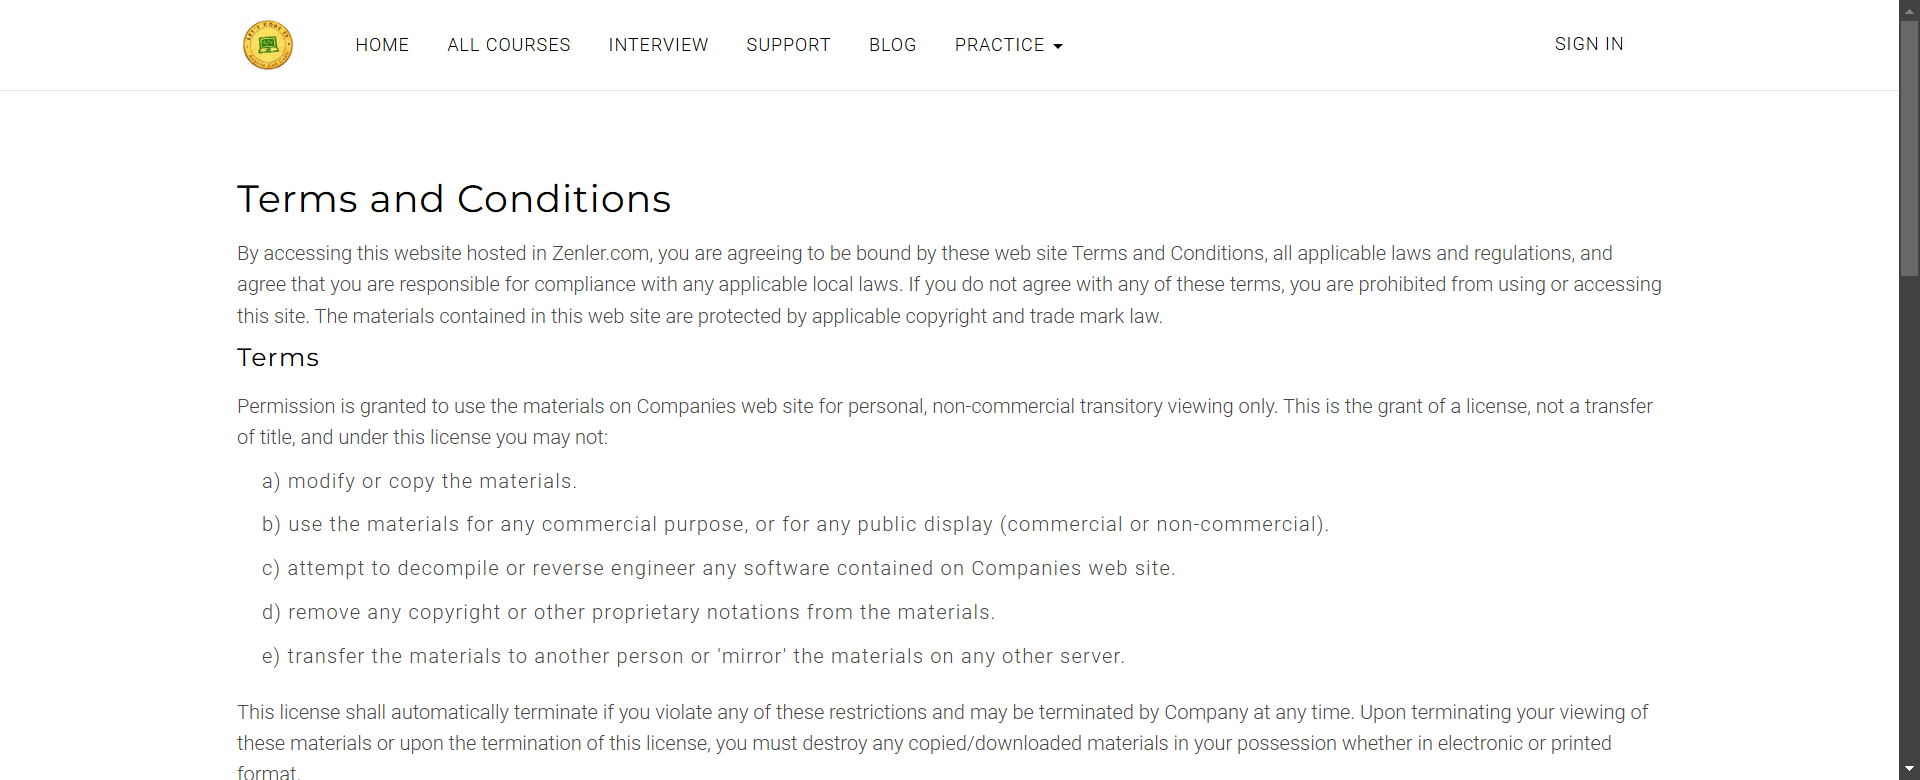 HOME ALL COURSES INTERVIEW SUPPORT BLOG PRACTICE SIGN IN
Terms and Conditions
By accessing this website hosted in Zenler.com, you are agreeing to be bound by these web site Terms and Conditions, all applicable laws and regulations, and
agree that you are responsible for compliance with any applicable local laws. If you do not agree with any of these terms, you are prohibited from using or accessing
this site. The materials contained in this web site are protected by applicable copyright and trade mark law.
Terms
Permission is granted to use the materials on Companies web site for personal, non-commercial transitory viewing only. This is the grant of a license, not a transfer
of title, and under this license you may not:
a) modify or copy the materials.
b) use the materials for any commercial purpose, or for any public display (commercial or non-commercial).
c) attempt to decompile or reverse engineer any software contained on Companies web site.
d) remove any copyright or other proprietary notations from the materials.
e) transfer the materials to another person or 'mirror' the materials on any other server.
This license shall automatically terminate if you violate any of these restrictions and may be terminated by Company at any time. Upon terminating your viewing of
these materials or upon the termination of this license, you must destroy any copied/downloaded materials in your possession whether in electronic or printed
format.